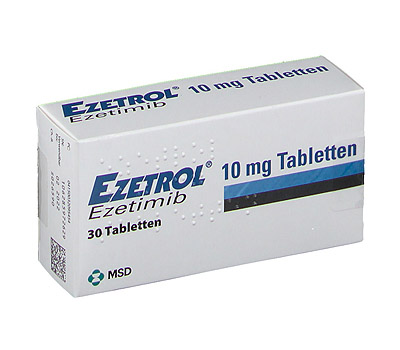 EZETROL® 10 mg Tabletten
Ezetimib
EZETROL® 10 mg Tabletten
Ezetimib
30 Tabletten
MSD